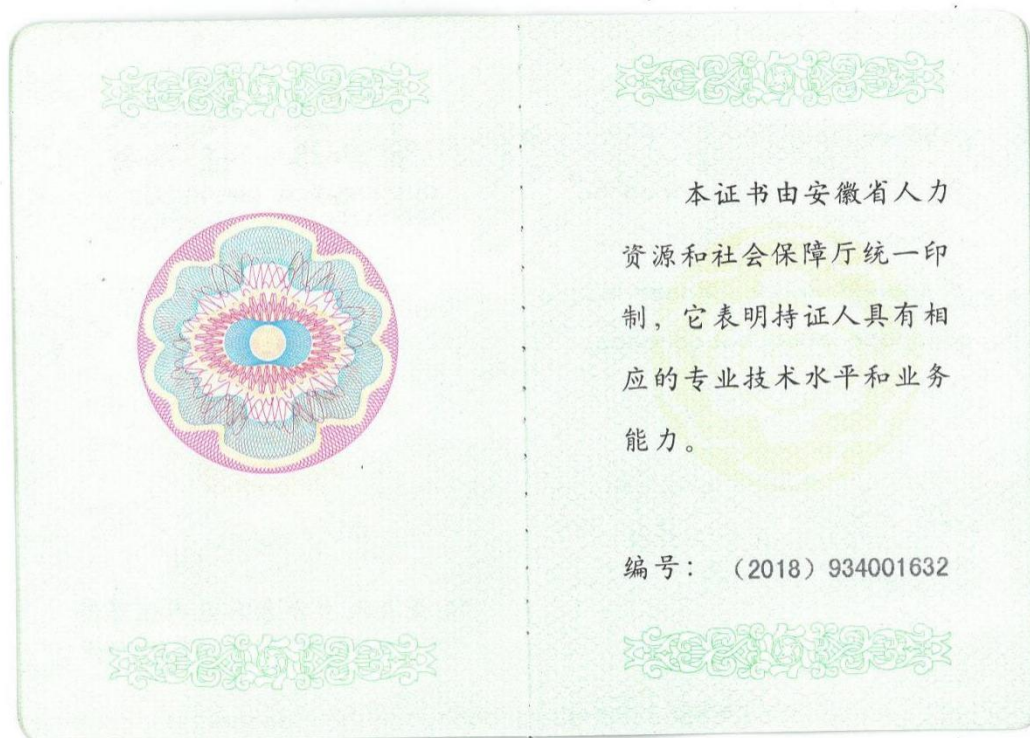 本证书由安徽省人力
资源和社会保障厅统一印
制，它表明持证人具有相
应的专业技术水平和业务
能力。
编号： （2018）934001632